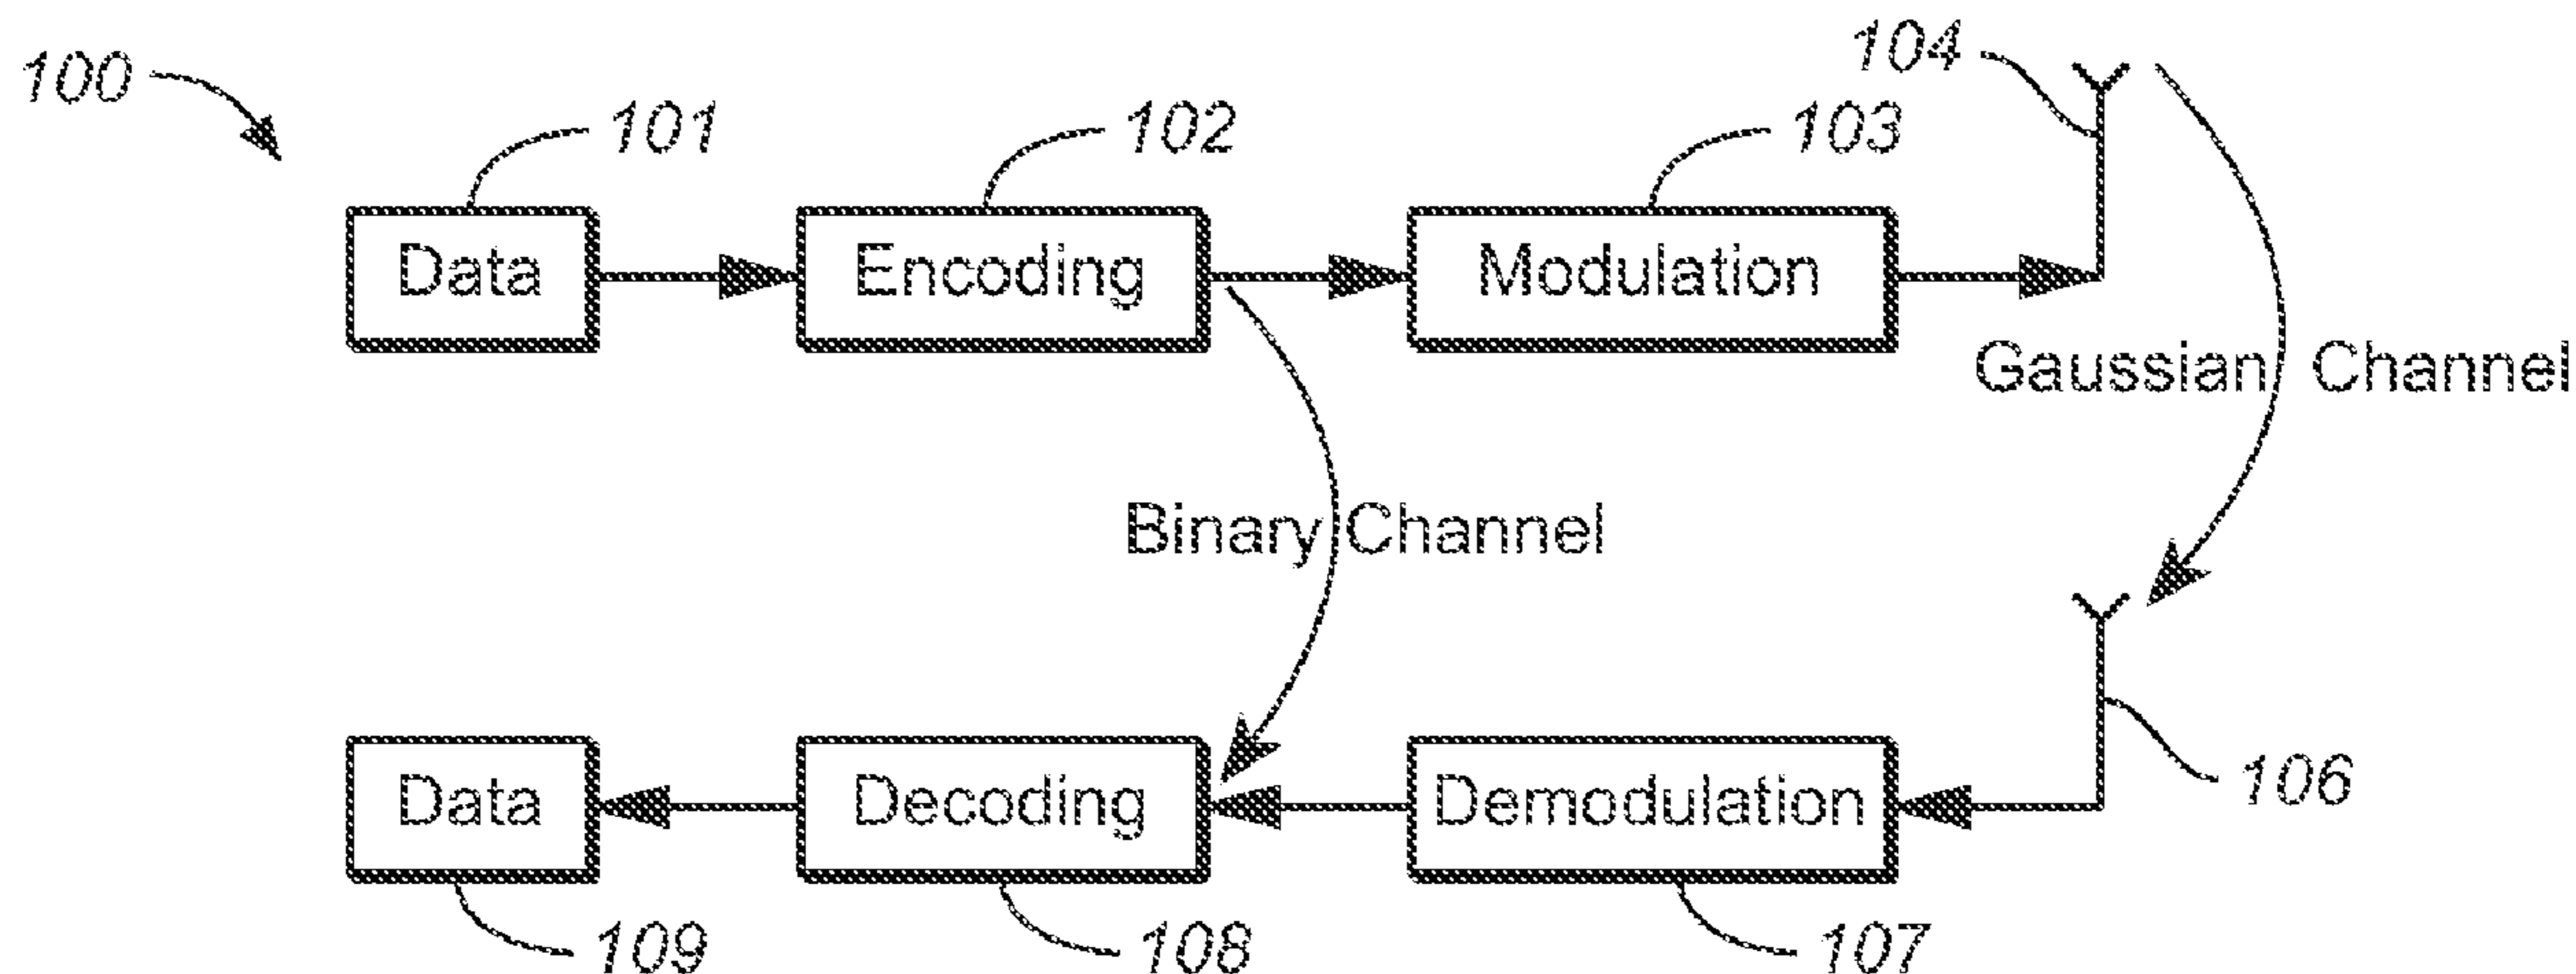 100
101
102
103
104
Data
Encoding
Modulation
Gaussian Channel
Binary Channel
Data
Decoding
Demodulation
106
109
108
107